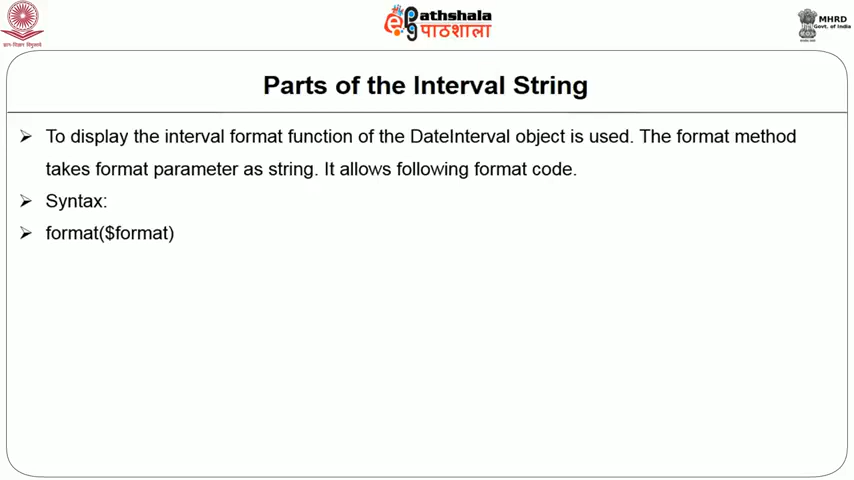 Pathshala
पाठशाला
MHRD
Govt. of India
Parts of the Interval String
To display the interval format function of the DateInterval object is used. The format method
takes format parameter as string. It allows following format code.
Syntax:
format($format)